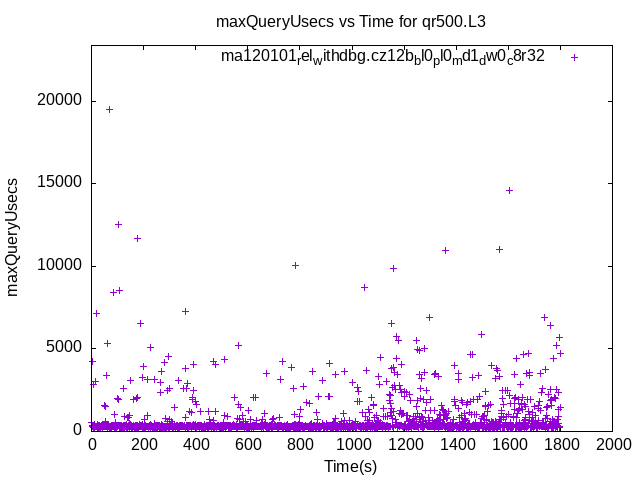 maxQueryUsecs vs Time for qr500.L3
ma120101relwithdbg.cz12bbl0pl0md1dw0c8r32
20000
15000
10000
5000
0
maxQueryUsecs
0 200 400 600 800 1000 1200 1400 1600 1800 2000
Time(s)